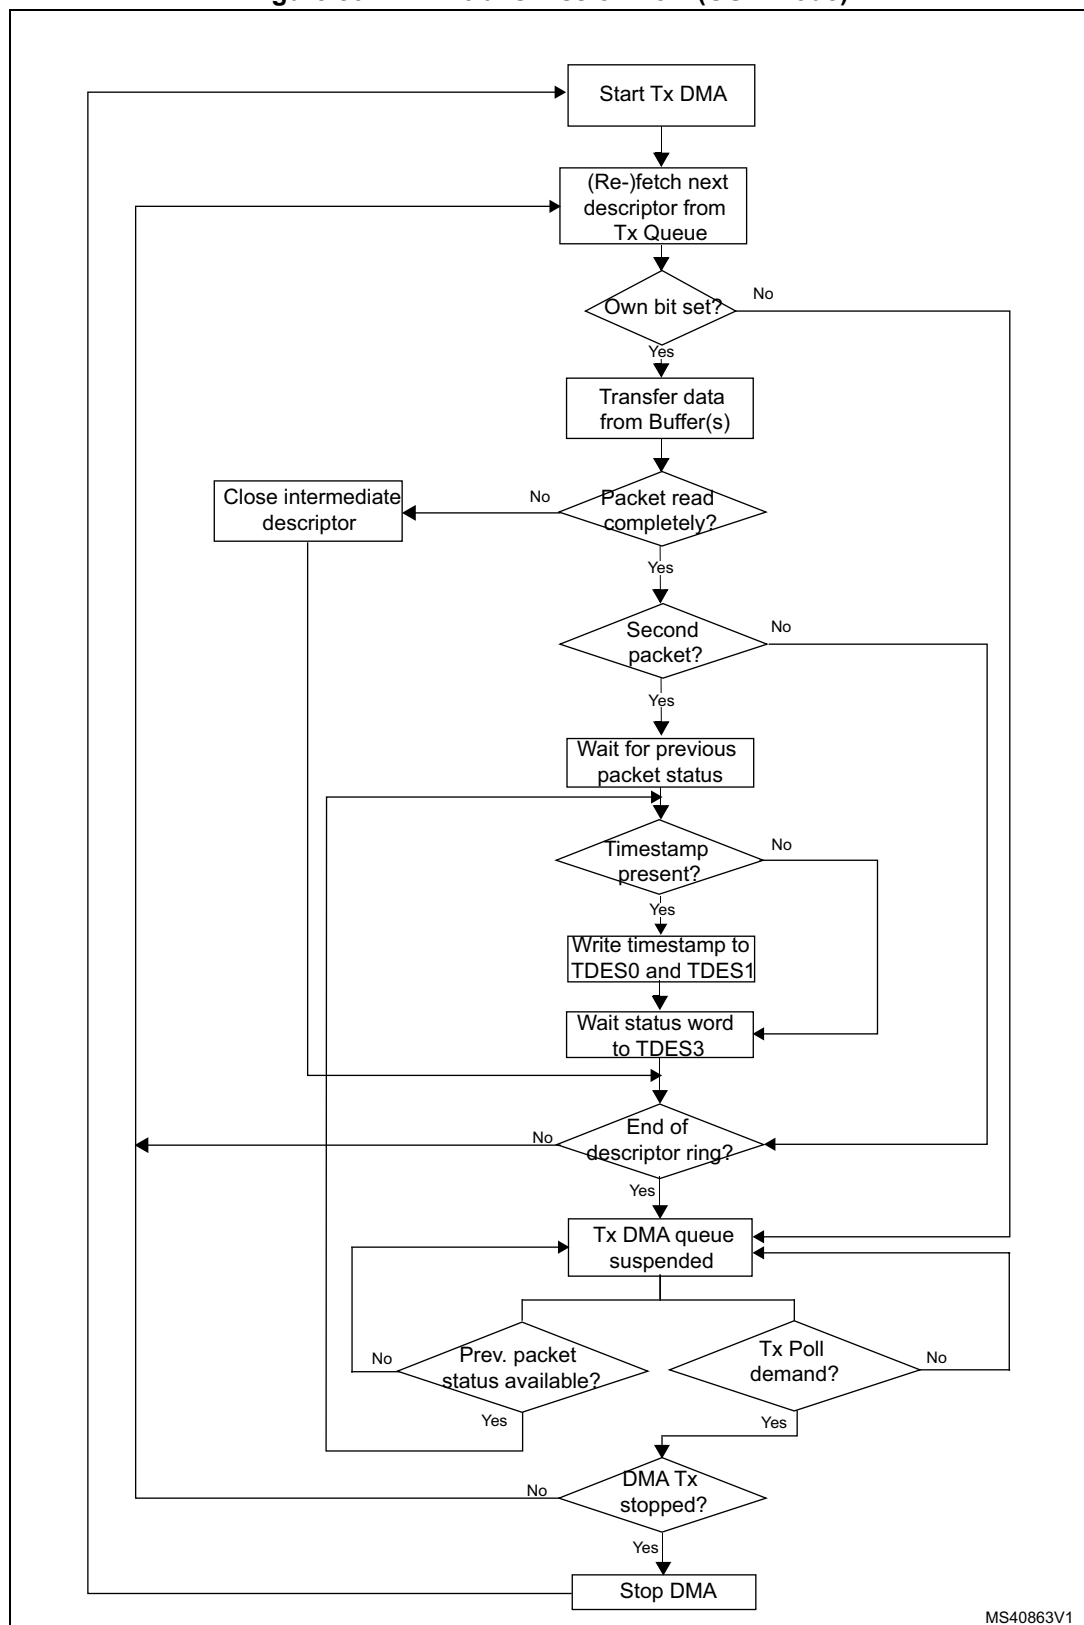 (OSP mode)
Start Tx DMA
(Re-)fetch next
descriptor from
Tx Queue
Own bit set?
No
Yes
Transfer data
from Buffer(s)
Close intermediate
descriptor
No
Packet read
completely?
Yes
Second
packet?
No
Yes
Wait for previous
packet status
Timestamp
present?
No
Yes
Write timestamp to
TDES0 and TDES1
Wait status word
to TDES3
No
End of
descriptor ring?
Yes
Tx DMA queue
suspended
No
Prev. packet
status available?
Yes
Tx Poll
demand?
No
Yes
No
DMA Tx
stopped?
Yes
Stop DMA
MS40863V1